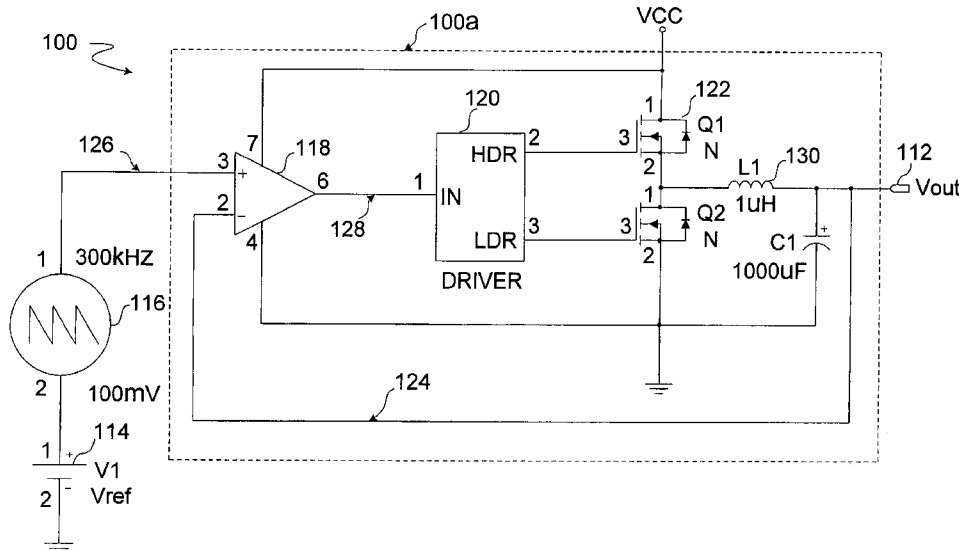 100
100a
VCC
120
122
1
Q1
N
3
2
7
118
126
3
+
2
-
6
4
1
IN
HDR
2
LDR
3
DRIVER
128
L1
130
1uH
112
Vout
1
Q2
N
3
2
C1
+
1000uF
1
300kHZ
116
2
100mV
124
114
1
+
V1
Vref
2
-